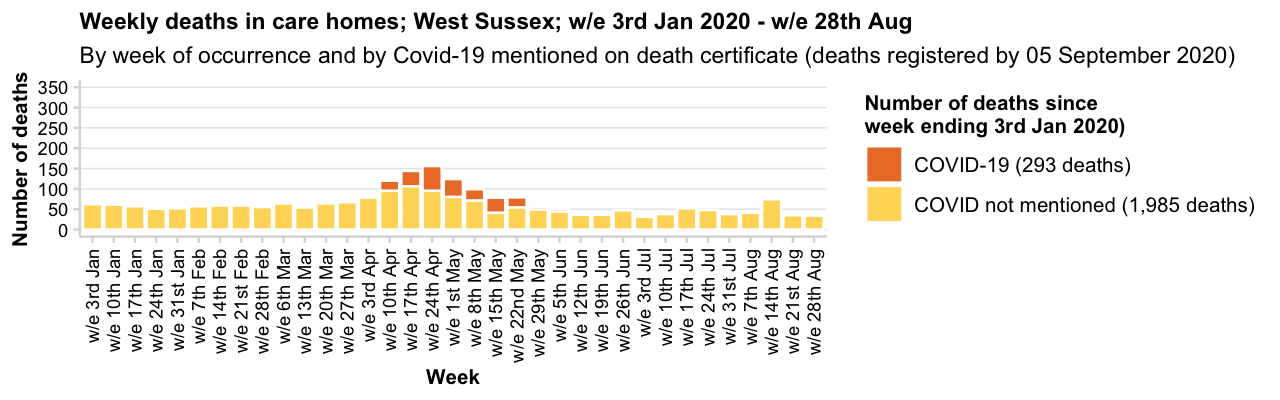 Weekly deaths in care homes; West Sussex; w/e 3rd Jan 2020 - w/e 28th Aug
By week of occurrence and by Covid-19 mentioned on death certificate (deaths registered by 05 September 2020)
Number of deaths
350
300
250
200
150
100
50
0
w/e 3rd Jan
w/e 10th Jan
w/e 17th Jan
w/e 24th Jan
w/e 31st Jan
w/e 7th Feb
w/e 14th Feb
w/e 21st Feb
w/e 28th Feb
w/e 6th Mar
w/e 13th Mar
w/e 20th Mar
w/e 27th Mar
w/e 3rd Apr
w/e 10th Apr
w/e 17th Apr
w/e 24th Apr
w/e 1st May
w/e 8th May
w/e 15th May
w/e 22nd May
w/e 29th May
w/e 5th Jun
w/e 12th Jun
w/e 19th Jun
w/e 26th Jun
w/e 3rd Jul
w/e 10th Jul
w/e 17th Jul
w/e 24th Jul
w/e 31st Jul
w/e 7th Aug
w/e 14th Aug
w/e 21st Aug
w/e 28th Aug
Week
Number of deaths since
week ending 3rd Jan 2020)
COVID-19 (293 deaths)
COVID not mentioned (1,985 deaths)